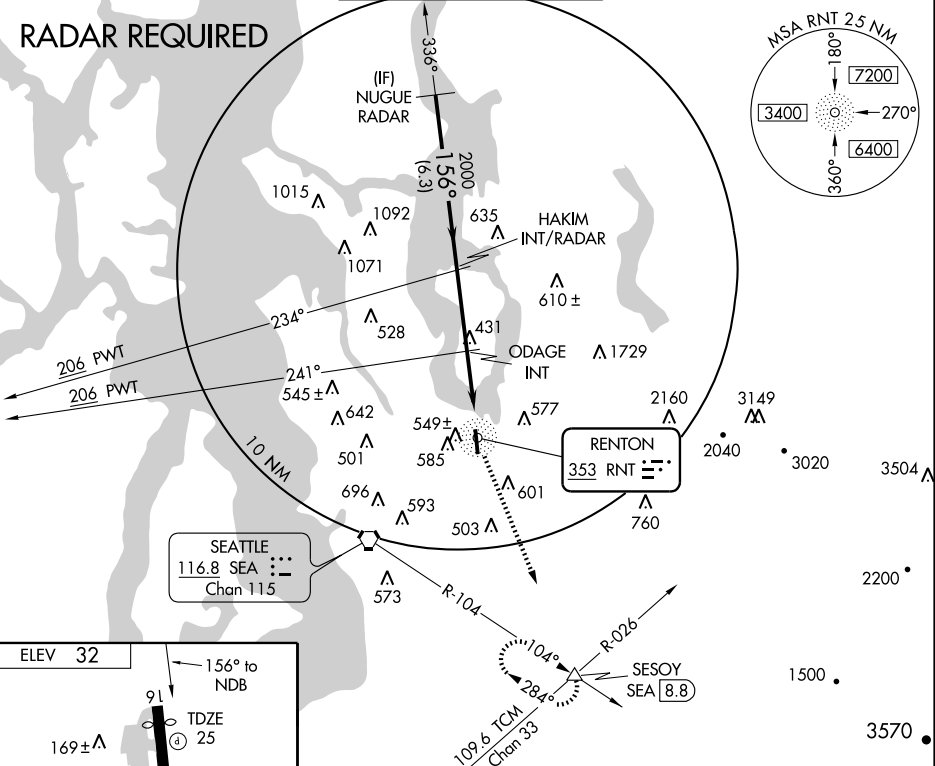 RADAR REQUIRED
MSA RNT 25 NM
180°
7200
3400
270°
6400
360°
336°
(IF)
NUGUE
RADAR
2000
156°
(6.3)
1015
1092
635
1071
HAKIM
INT/RADAR
610 ±
234°
528
431
ODAGE
INT
1729
206 PWT
241°
545 ±
206 PWT
642
577
2160
3149
549±
501
585
RENTON
353 RNT
2040
3020
10 NM
3504
696
593
601
503
760
SEATTLE
116.8 SEA
Chan 115
573
2200
R-104
R-026
104°
284°
SESOY
SEA 8.8
1500
109.6 TCM
Chan 33
3570
ELEV 32
156° to
NDB
16
TDZE
25
d
169±